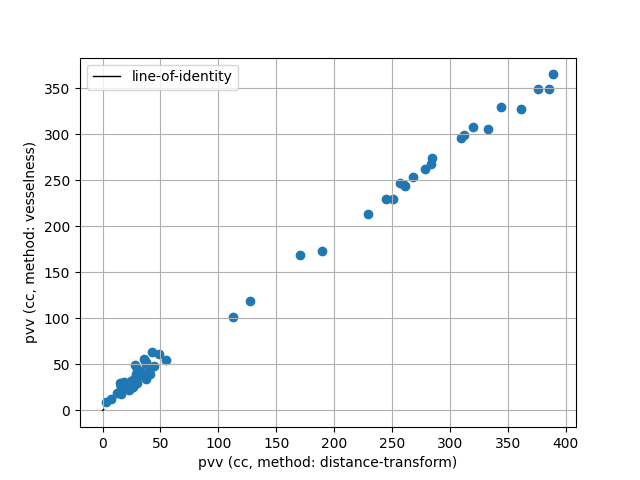 line-of-identity
pvv (cc, method: vesselness)
350
300
250
200
150
100
50
0
0 50 100 150 200 250 300 350 400
pvv (cc, method: distance-transform)